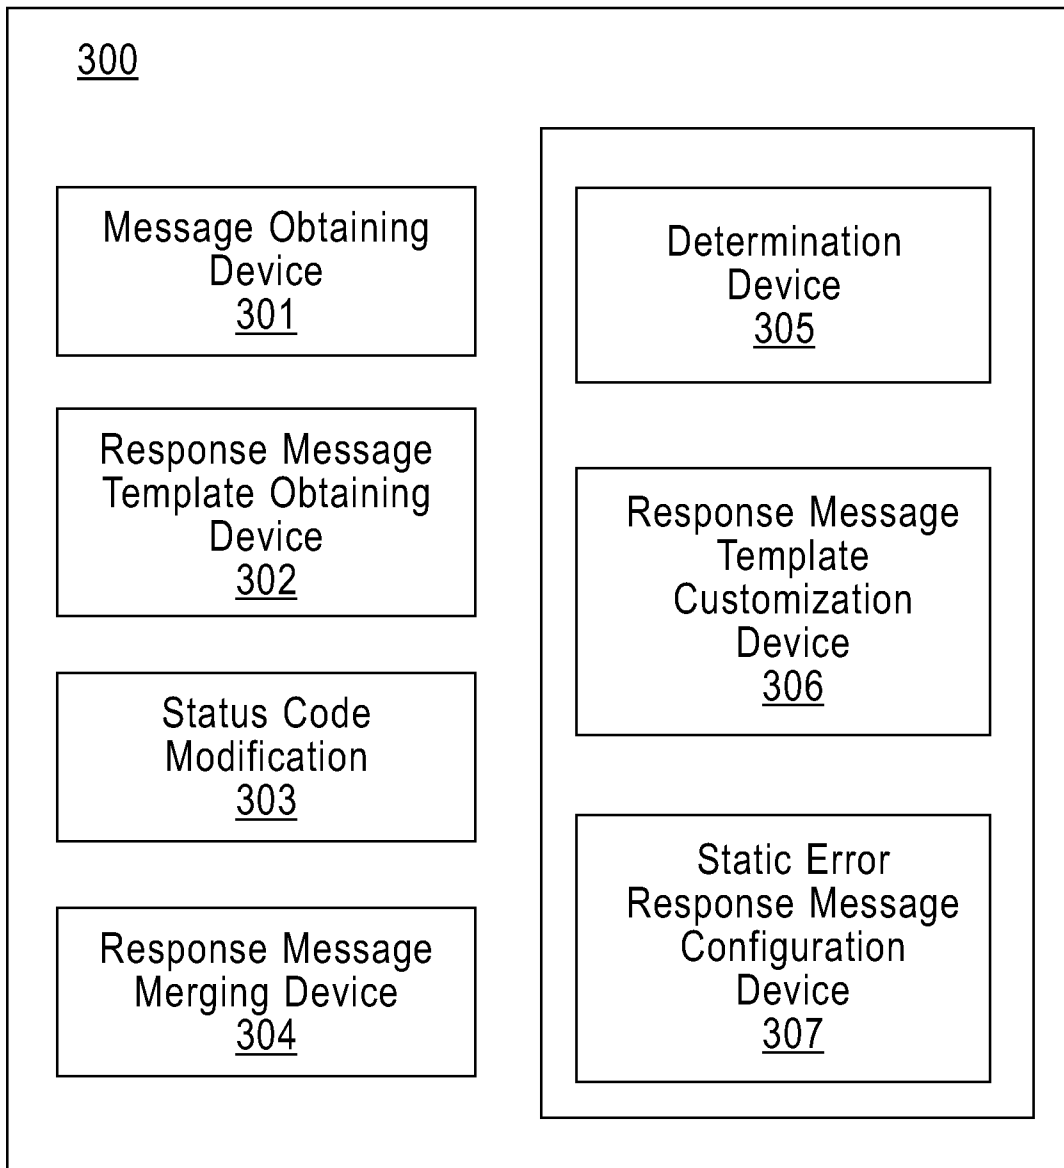 300
Message Obtaining
Device
301
Response Message
Template Obtaining
Device
302
Status Code
Modification
303
Response Message
Merging Device
304
Determination
Device
305
Response Message
Template
Customization
Device
306
Static Error
Response Message
Configuration
Device
307